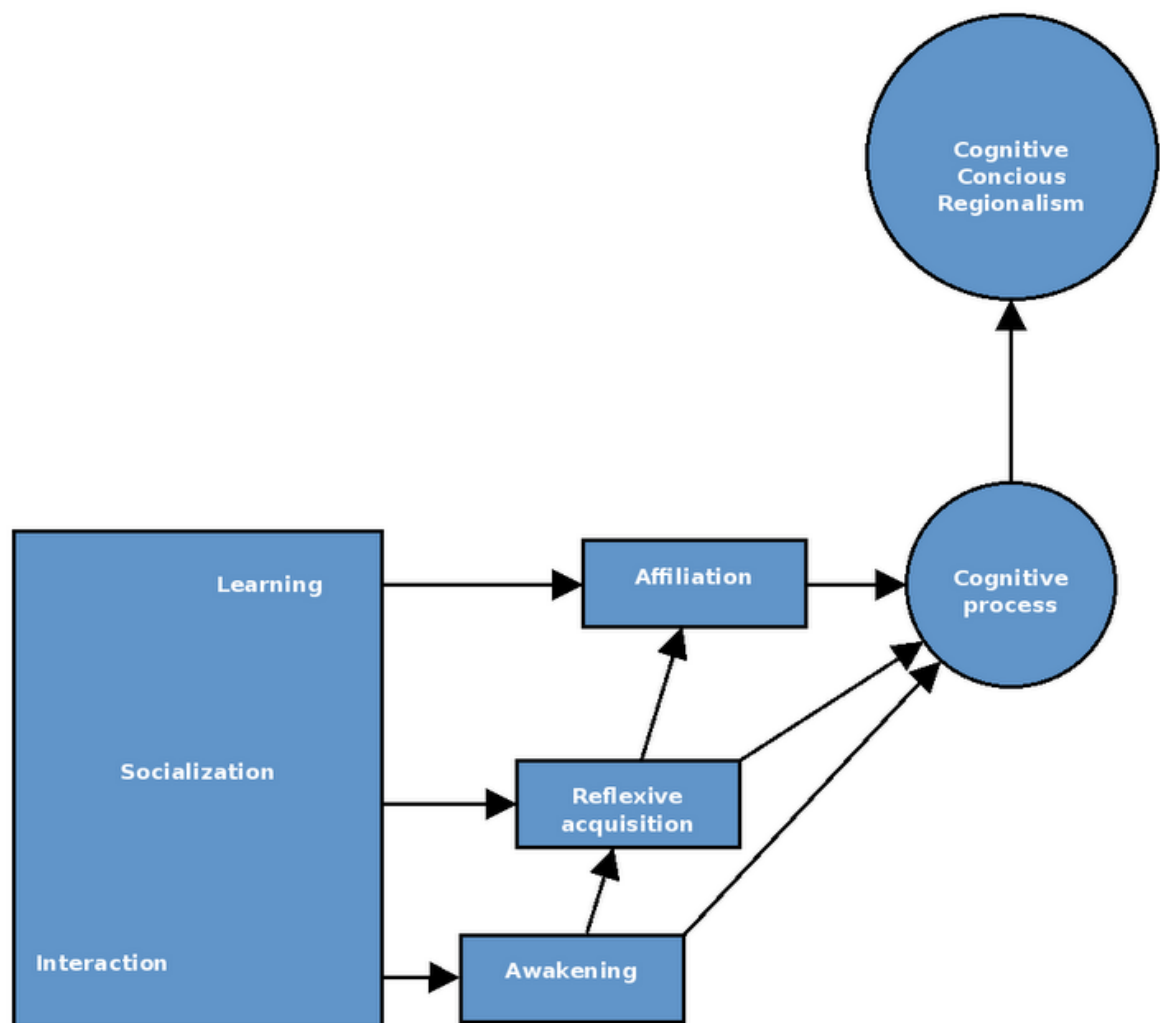 Cognitive
Concious
Regionalism
Learning
Affiliation
Cognitive
process
Socialization
Reflexive
acquisition
Interaction
Awakening